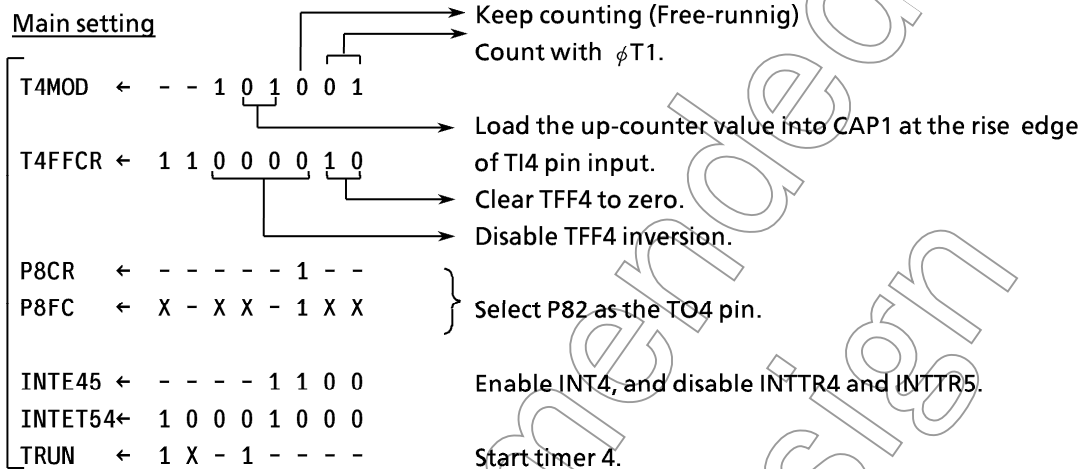 Main setting
Keep counting (Free-runnig)
Count with φT1.
T4MOD ← - - 1 0 1 0 0 1
Load the up-counter value into CAP1 at the rise edge
T4FFCR ← 1 1 0 0 0 0 1 0
of TI4 pin input.
Clear TFF4 to zero.
Disable TFF4 inversion.
P8CR ← - - - - - 1 - -
P8FC ← X - X X - 1 X X
Select P82 as the TO4 pin.
INTE45 ← - - - - 1 1 0 0
Enable INT4, and disable INTTR4 and INTTR5.
INTET54← 1 0 0 0 1 0 0 0
TRUN ← 1 X - 1 - - - -
Start timer 4.
mended
sign